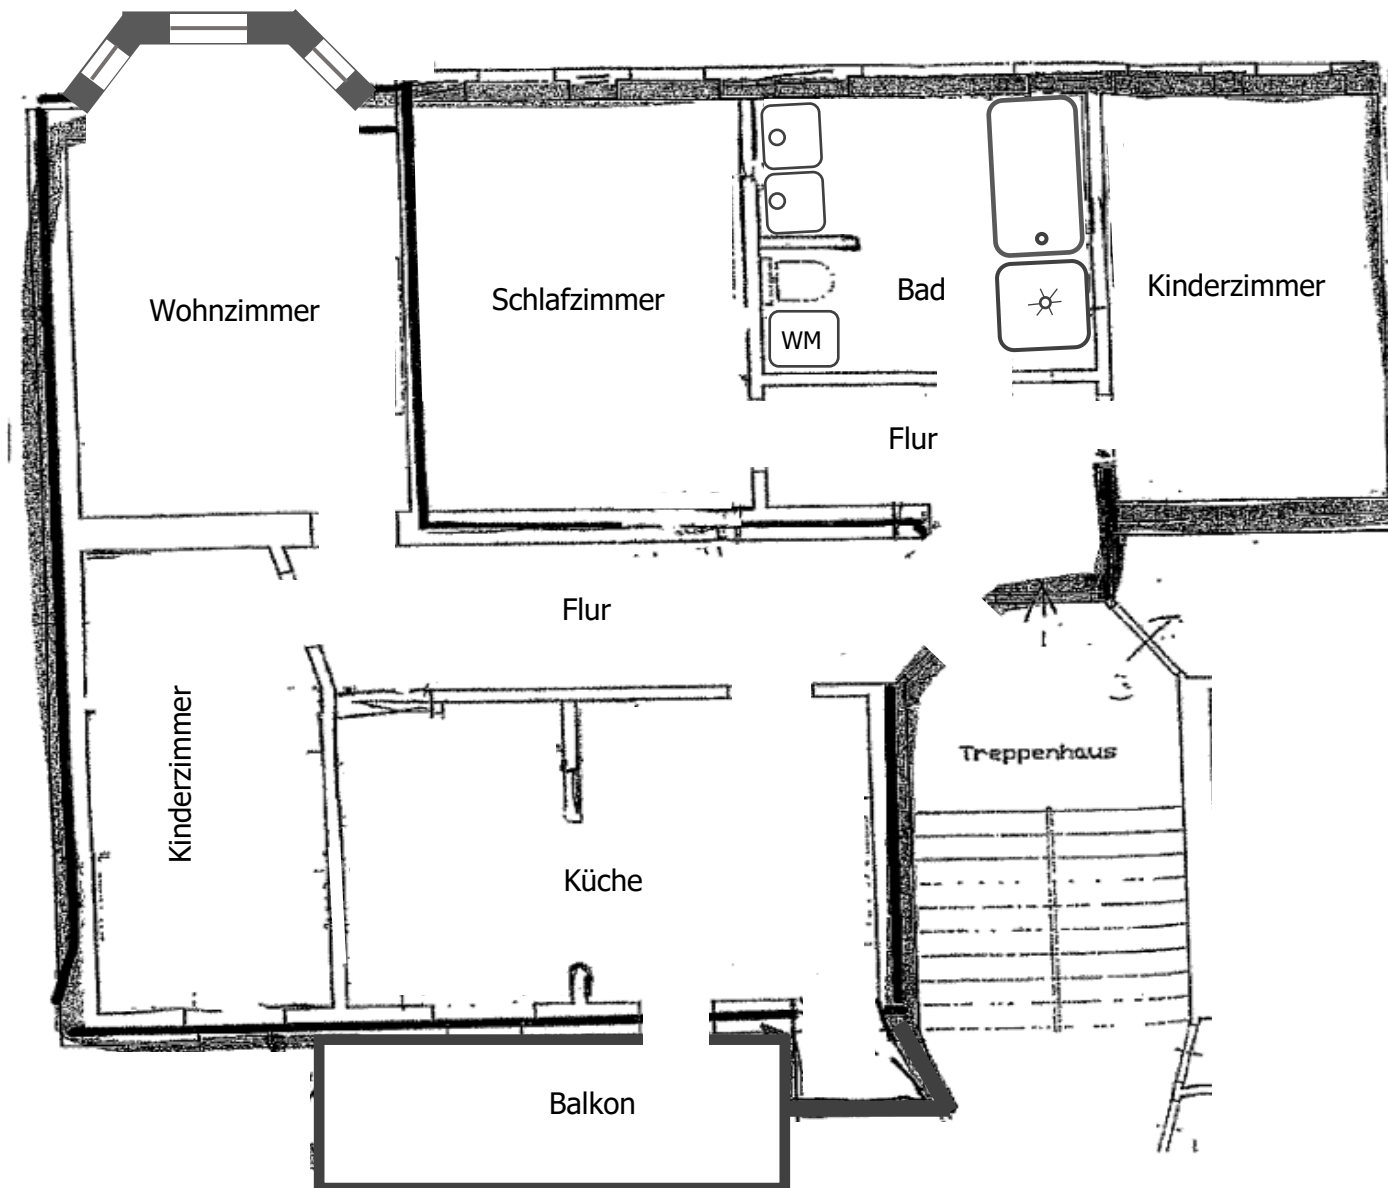 Wohnzimmer
Schlafzimmer
Bad
Kinderzimmer
WM
Flur
Flur
Kinderzimmer
Treppenhaus
Küche
Balkon